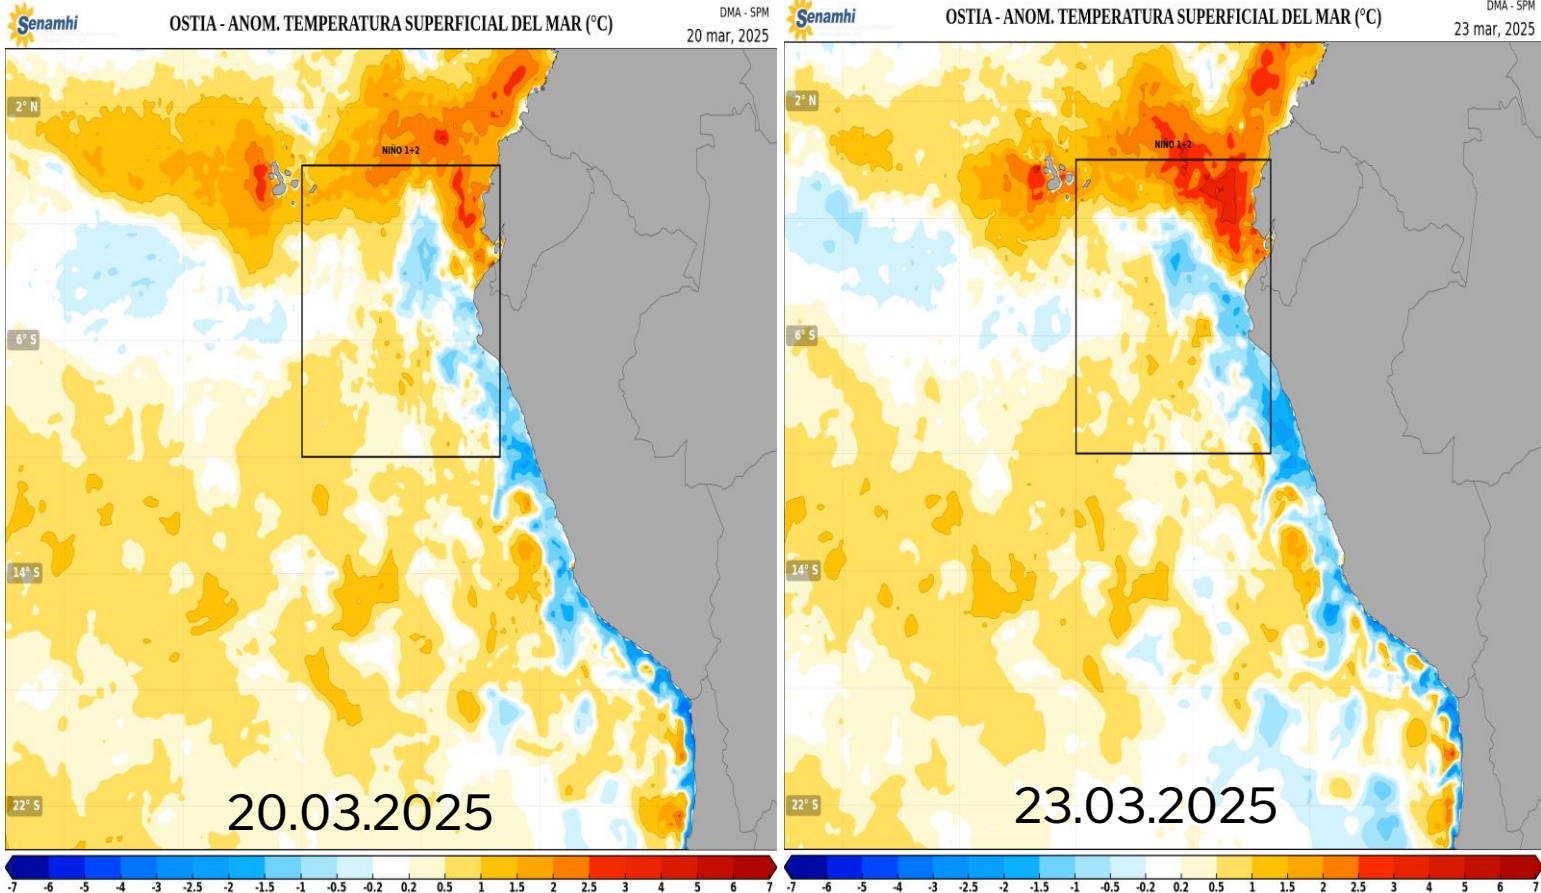 Senamhi
OSTIA - ANOM. TEMPERATURA SUPERFICIAL DEL MAR (°C)
DMA - SPM
20 mar, 2025
2° N
NIÑO 1+2
6° S
14° S
22° S
20.03.2025
-7 -6 -5 -4 -3 -2.5 -2 -1.5 -1 -0.5 -0.2 0.2 0.5 1 1.5 2 2.5 3 4 5 6 7
Senamhi
OSTIA - ANOM. TEMPERATURA SUPERFICIAL DEL MAR (°C)
DMA - SPM
23 mar, 2025
2° N
NIÑO 1+2
6° S
14° S
22° S
23.03.2025
-7 -6 -5 -4 -3 -2.5 -2 -1.5 -1 -0.5 -0.2 0.2 0.5 1 1.5 2 2.5 3 4 5 6 7